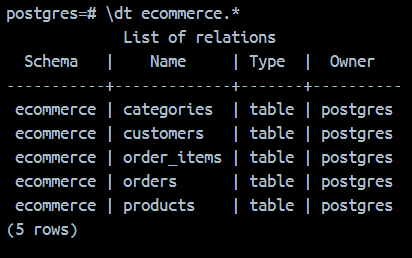 postgres=# \dt ecommerce.*
             List of relations
  Schema   |    Name     | Type  |  Owner
-----------+-------------+-------+----------
 ecommerce | categories  | table | postgres
 ecommerce | customers   | table | postgres
 ecommerce | order_items | table | postgres
 ecommerce | orders      | table | postgres
 ecommerce | products    | table | postgres
(5 rows)